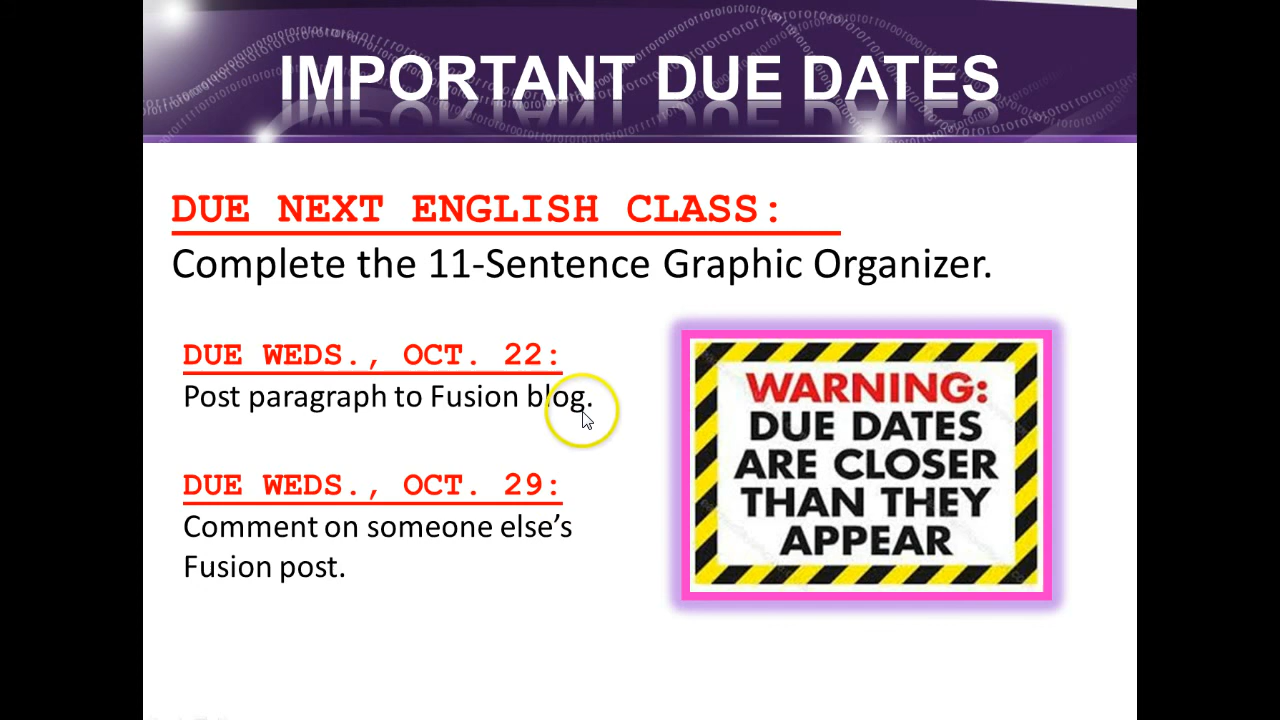 IMPORTANT DUE DATES
DUE NEXT ENGLISH CLASS:
Complete the 11-Sentence Graphic Organizer.
DUE WEDS., OCT. 22:
Post paragraph to Fusion blog.
DUE WEDS., OCT. 29:
Comment on someone else’s
Fusion post.
WARNING:
DUE DATES
ARE CLOSER
THAN THEY
APPEAR